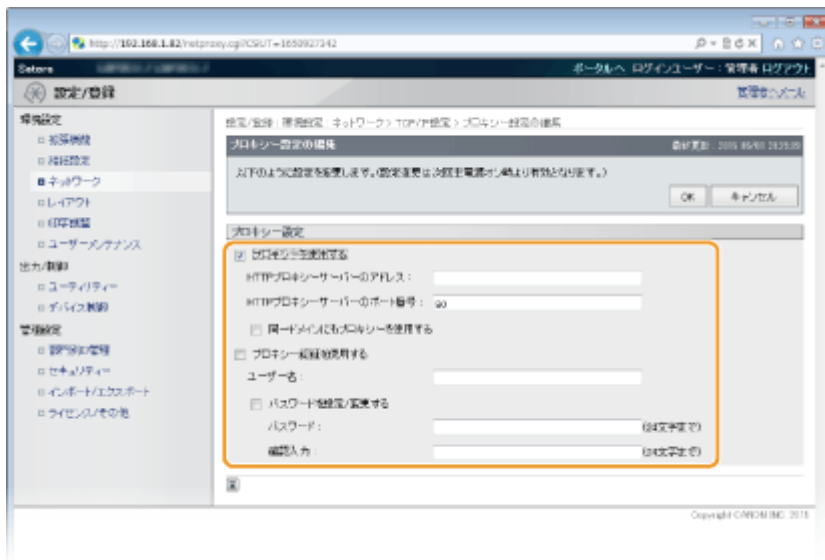 http://192.168.1.82/netproxy.cgi?CSUT=1650927342
Satera
ポータルへ ログインユーザー：管理者 ログアウト
設定/登録
管理者へメール
環境設定
拡張機能
接続設定
ネットワーク
レイアウト
印字調整
ユーザーメンテナンス
出力/制御
ユーティリティー
デバイス制御
管理設定
部門別ID管理
セキュリティー
インポート/エクスポート
ライセンス/その他
設定/登録：環境設定：ネットワーク > TCP/IP設定 > プロキシー設定の編集
プロキシー設定の編集
最終更新：
以下のように設定を変更します。(設定変更は次回主電源オン時より有効となります。)
OK キャンセル
プロキシー設定
プロキシーを使用する
HTTPプロキシーサーバーのアドレス：
HTTPプロキシーサーバーのポート番号： 80
同一ドメインにもプロキシーを使用する
プロキシー認証を使用する
ユーザー名：
パスワードを設定/変更する
パスワード： (24文字まで)
確認入力： (24文字まで)
Copyright CANON INC. 2015